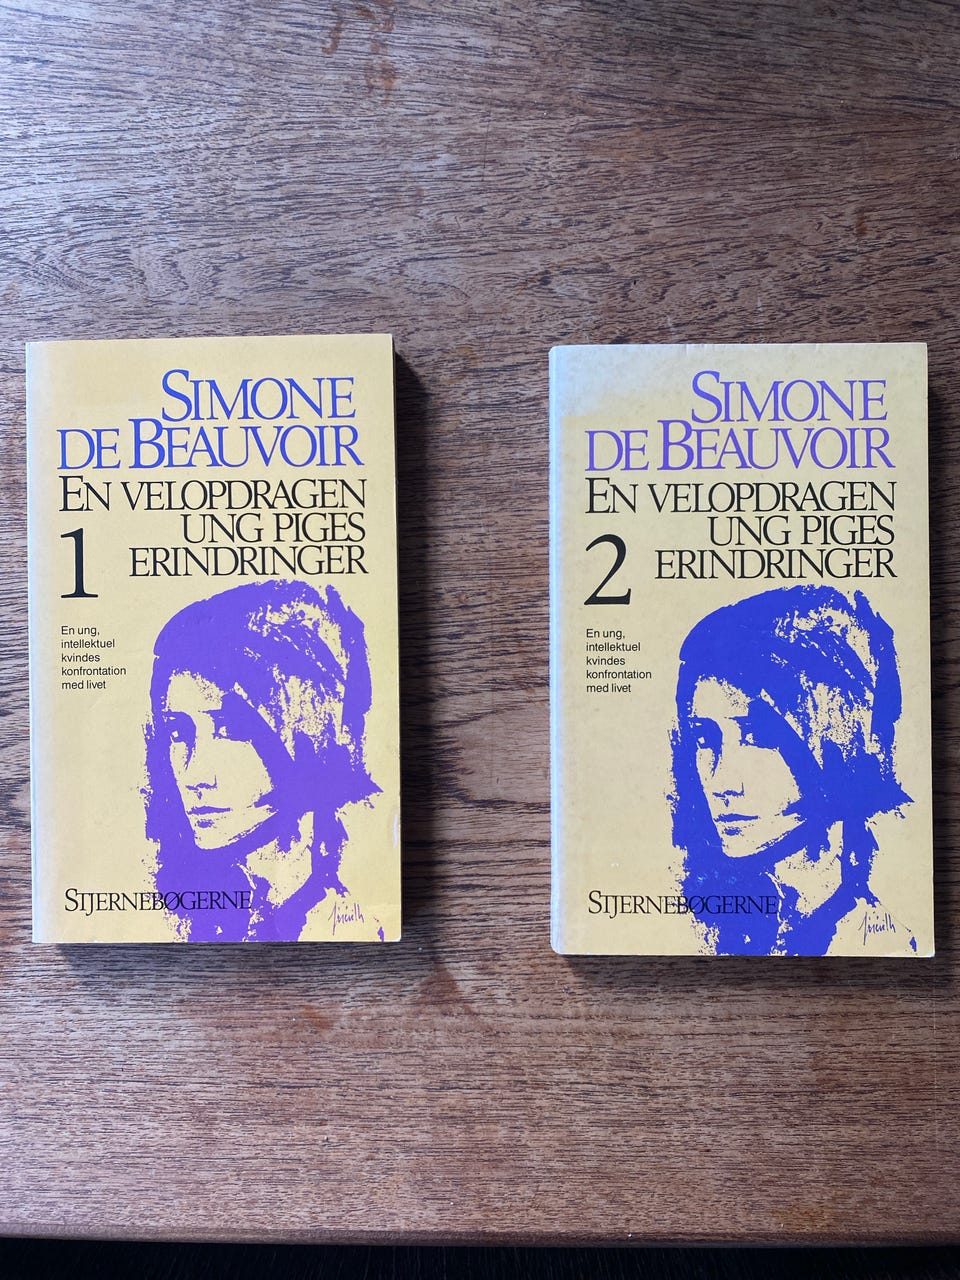 SIMONE
DE BEAUVOIR
EN VELOPDRAGEN
UNG PIGES
ERINDRINGER
1
En ung,
intellektuel
kvindes
konfrontation
med livet
STJERNEBØGERNE
SIMONE
DE BEAUVOIR
EN VELOPDRAGEN
UNG PIGES
ERINDRINGER
2
En ung,
intellektuel
kvindes
konfrontation
med livet
STJERNEBØGERNE